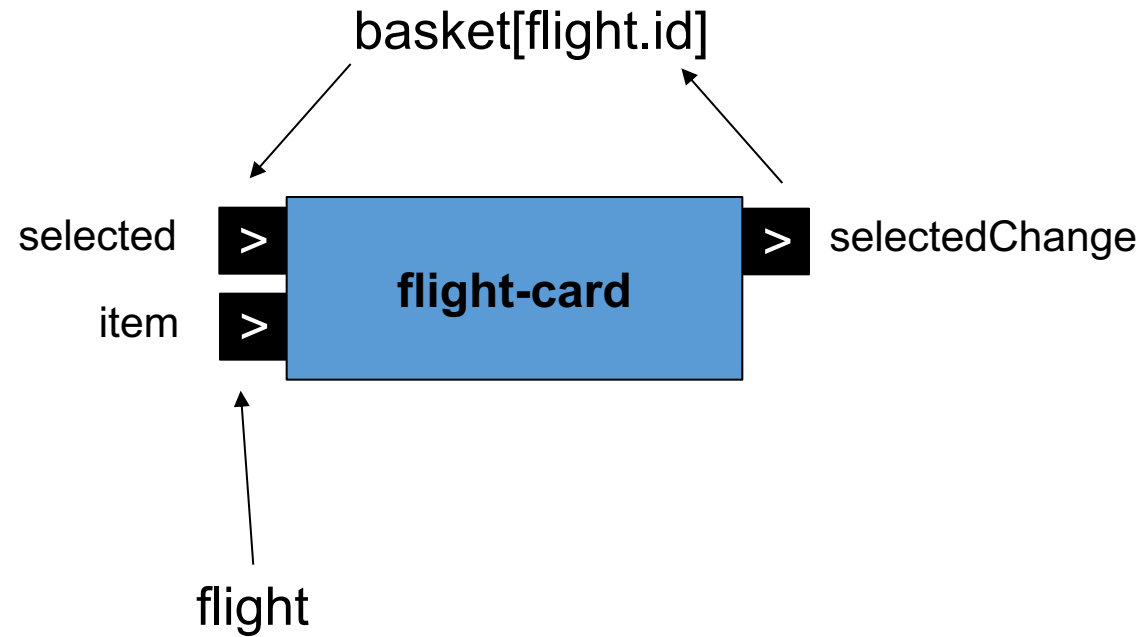 basket[flight.id]
selected
>
>
selectedChange
flight-card
item
>
flight